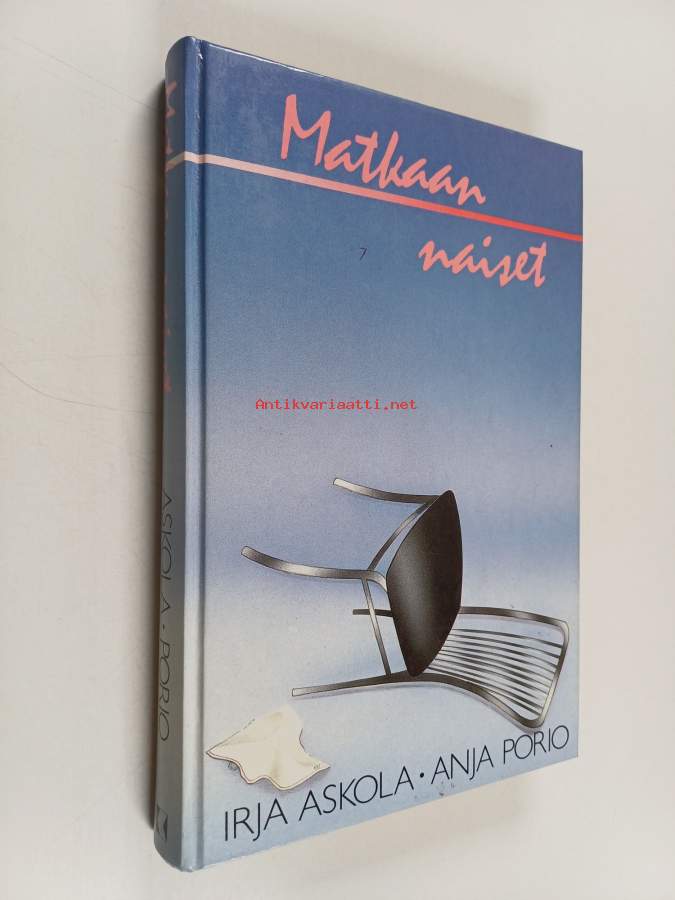 Matkaan
naiset
Antikvariaatti.net
IRJA ASKOLA • ANJA PORIO
ASKOLA • PORIO